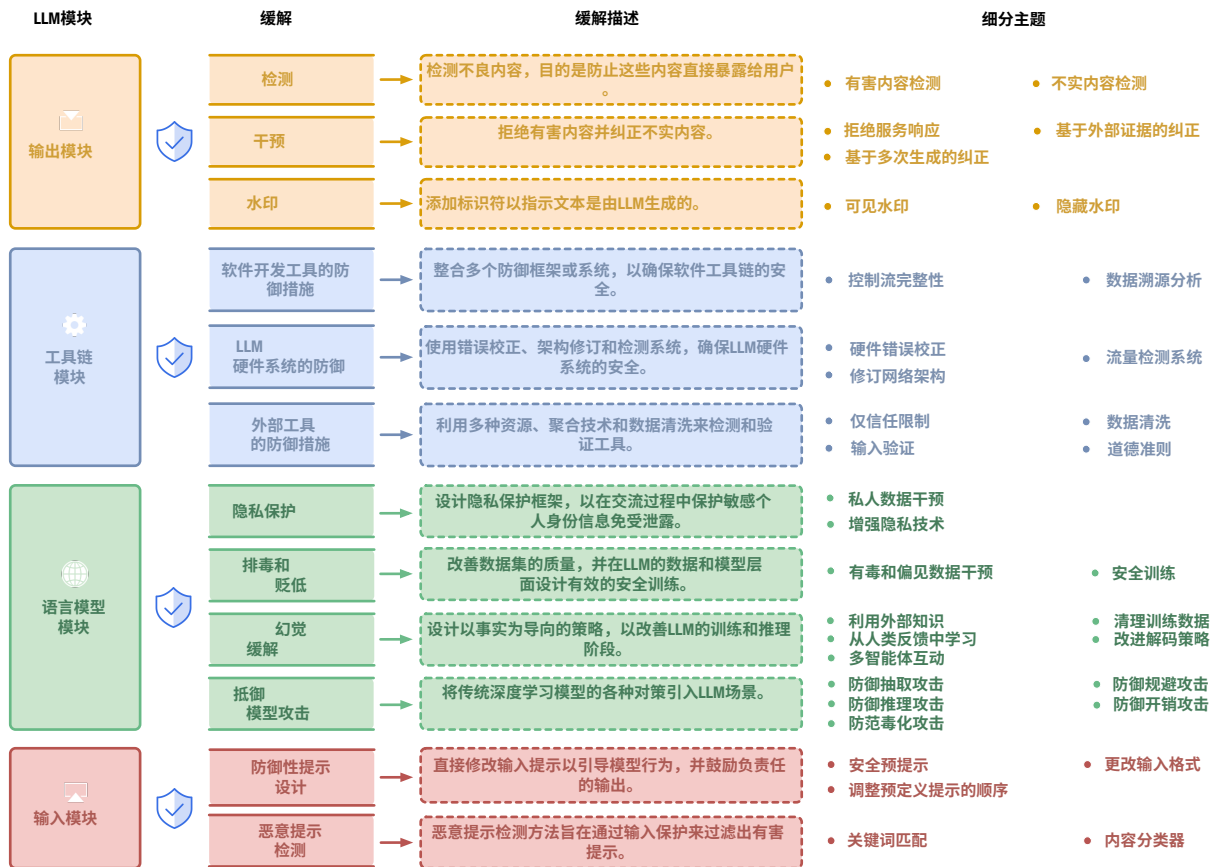 LLM模块
缓解
缓解描述
细分主题
输出模块
检测
检测不良内容，目的是防止这些内容直接暴露给用户
。
有害内容检测
不实内容检测
干预
拒绝有害内容并纠正不实内容。
拒绝服务响应
基于外部证据的纠正
基于多次生成的纠正
水印
添加标识符以指示文本是由LLM生成的。
可见水印
隐藏水印
工具链
模块
软件开发工具的防
御措施
整合多个防御框架或系统，以确保软件工具链的安
全。
控制流完整性
数据溯源分析
LLM
硬件系统的防御
使用错误校正、架构修订和检测系统，确保LLM硬件
系统的安全。
硬件错误校正
修订网络架构
流量检测系统
外部工具
的防御措施
利用多种资源、聚合技术和数据清洗来检测和验
证工具。
仅信任限制
数据清洗
输入验证
道德准则
语言模型
模块
隐私保护
设计隐私保护框架，以在交流过程中保护敏感个
人身份信息免受泄露。
私人数据干预
增强隐私技术
排毒和
贬低
改善数据集的质量，并在LLM的数据和模型层
面设计有效的安全训练。
有毒和偏见数据干预
安全训练
幻觉
缓解
设计以事实为导向的策略，以改善LLM的训练和推理
阶段。
利用外部知识
清理训练数据
从人类反馈中学习
改进解码策略
多智能体互动
抵御
模型攻击
将传统深度学习模型的各种对策引入LLM场景。
防御抽取攻击
防御规避攻击
防御推理攻击
防御开销攻击
防范毒化攻击
输入模块
防御性提示
设计
直接修改输入提示以引导模型行为，并鼓励负责任
的输出。
安全预提示
更改输入格式
调整预定义提示的顺序
恶意提示
检测
恶意提示检测方法旨在通过输入保护来过滤出有害
提示。
关键词匹配
内容分类器